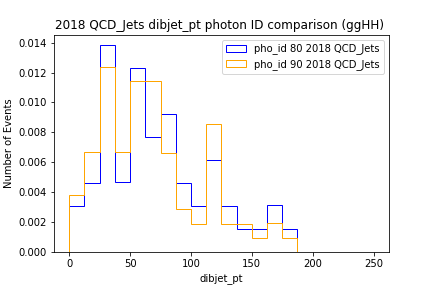 2018 QCD_Jets dibjet_pt photon ID comparison (ggHH)
pho_id 80 2018 QCD_Jets
pho_id 90 2018 QCD_Jets
Number of Events
0.014
0.012
0.010
0.008
0.006
0.004
0.002
0.000
0 50 100 150 200 250
dibjet_pt